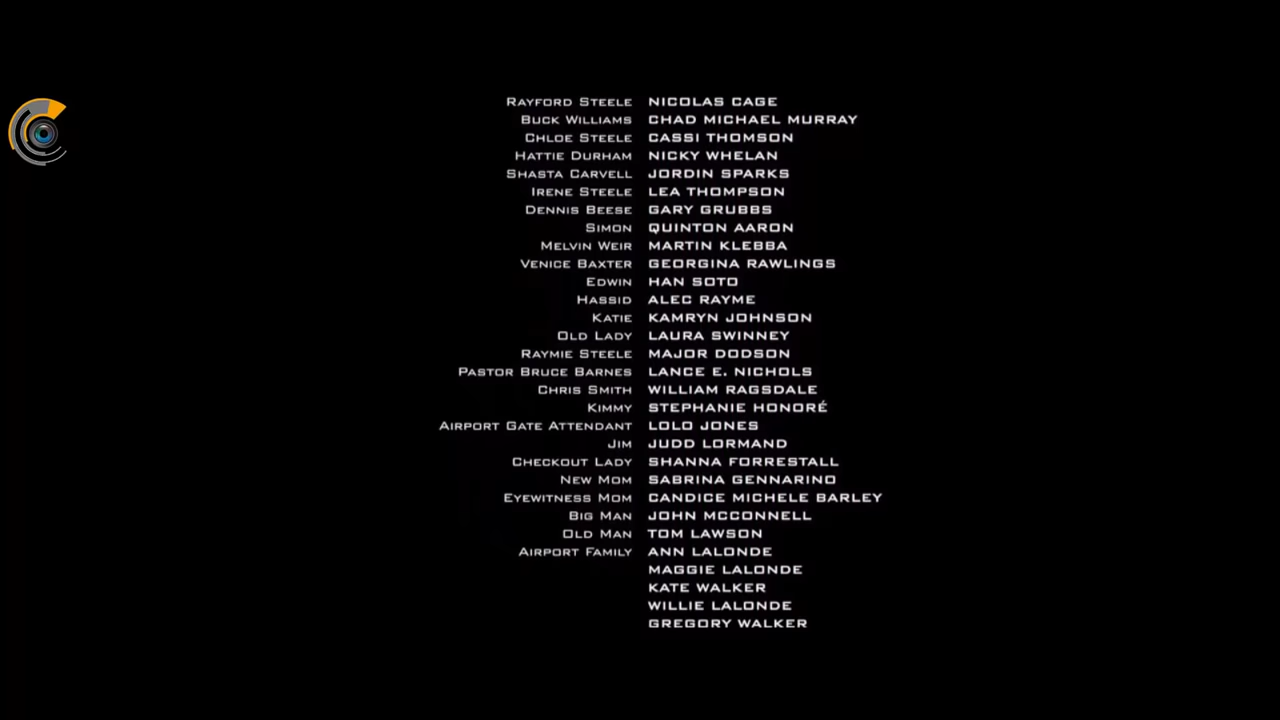 Rayford Steele NICOLAS CAGE
Buck Williams CHAD MICHAEL MURRAY
Chloe Steele CASSI THOMSON
Hattie Durham NICKY WHELAN
Shasta Carvell JORDIN SPARKS
Irene Steele LEA THOMPSON
Dennis Beese GARY GRUBBS
Simon QUINTON AARON
Melvin Weir MARTIN KLEBBA
Venice Baxter GEORGINA RAWLINGS
Edwin HAN SOTO
Hassid ALEC RAYME
Katie KAMRYN JOHNSON
Old Lady LAURA SWINNEY
Raymie Steele MAJOR DODSON
Pastor Bruce Barnes LANCE E. NICHOLS
Chris Smith WILLIAM RAGSDALE
Kimmy STEPHANIE HONORÉ
Airport Gate Attendant LOLO JONES
Jim JUDD LORMAND
Checkout Lady SHANNA FORRESTALL
New Mom SABRINA GENNARINO
Eyewitness Mom CANDICE MICHELE BARLEY
Big Man JOHN MCCONNELL
Old Man TOM LAWSON
Airport Family ANN LALONDE
MAGGIE LALONDE
KATE WALKER
WILLIE LALONDE
GREGORY WALKER